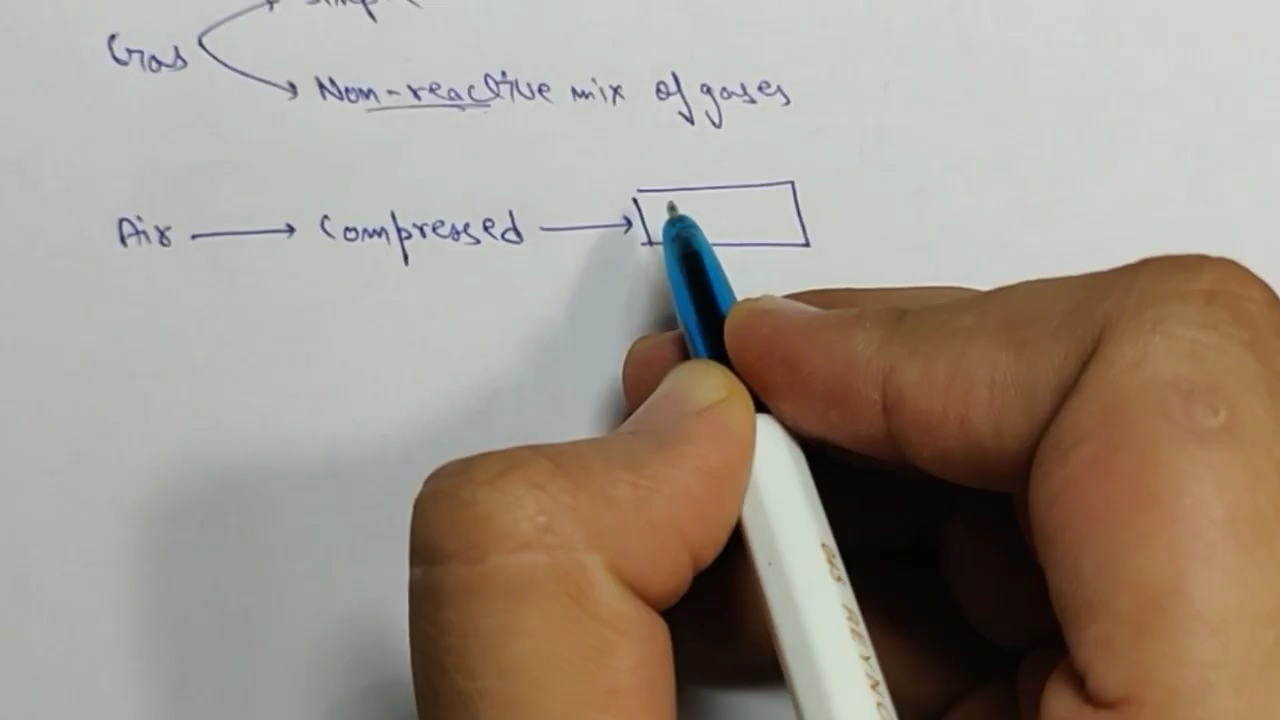 Gas
Non-reactive mix of gases
Air → Compressed →